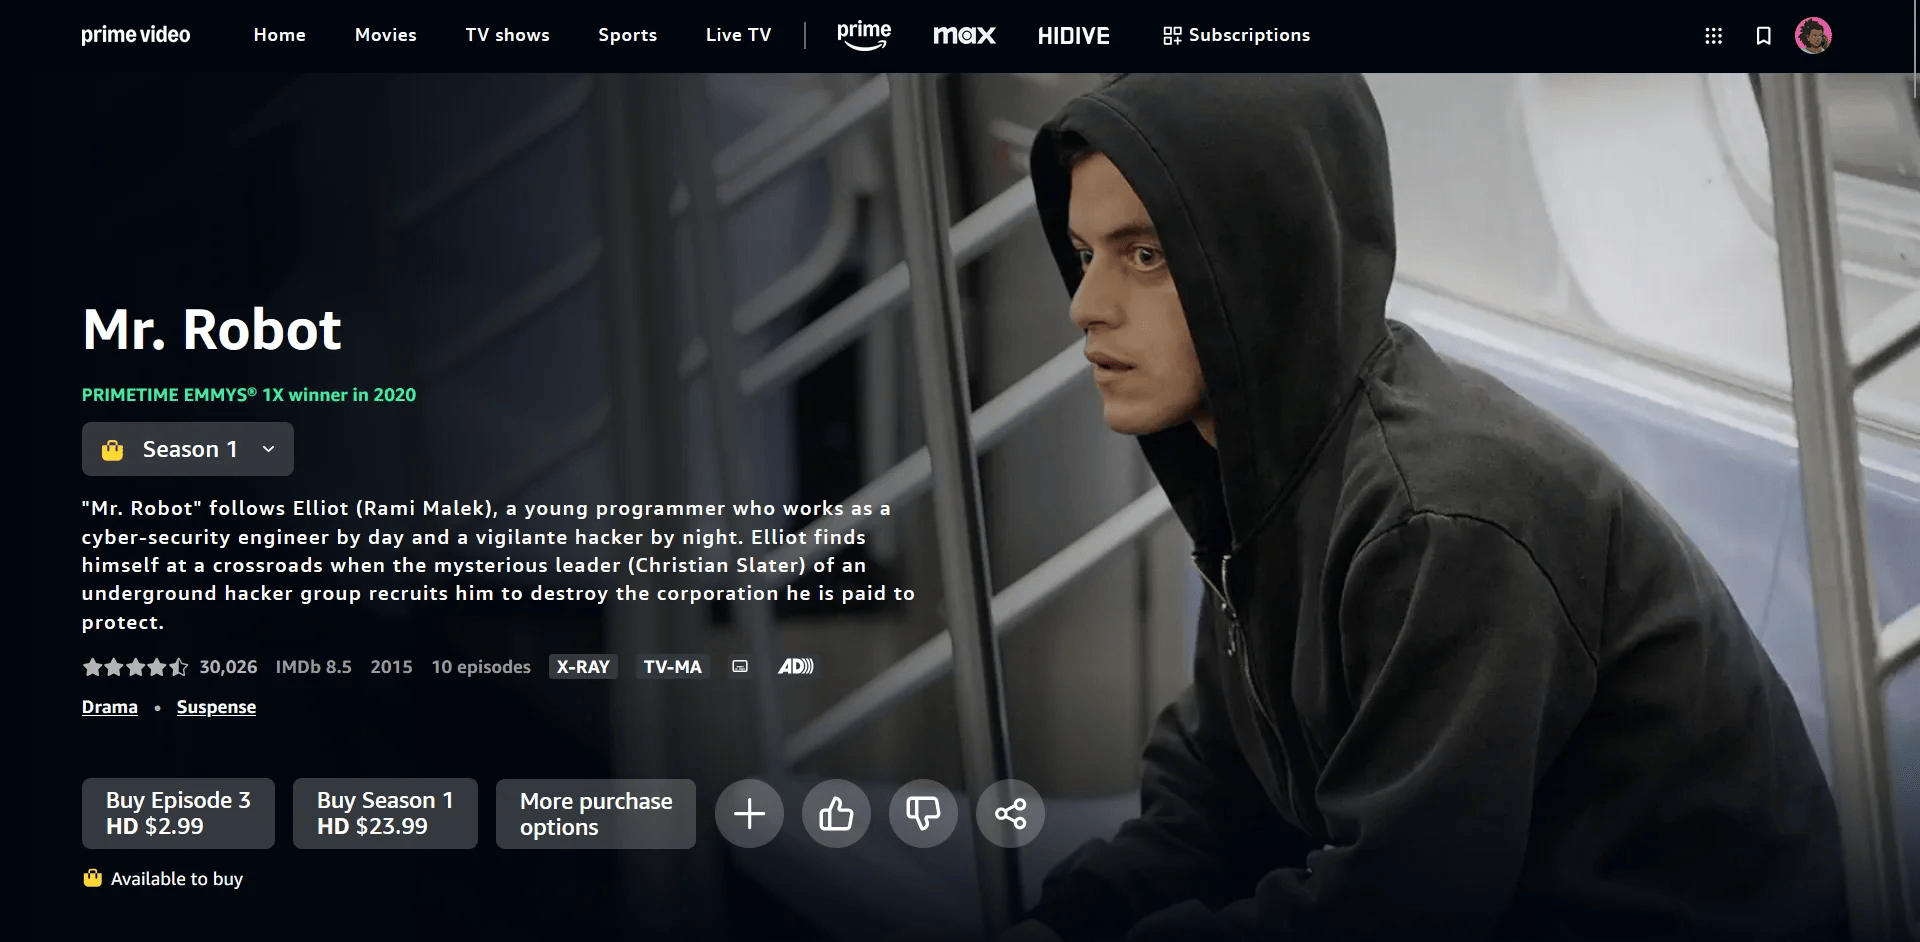 prime video Home Movies TV shows Sports Live TV prime max HIDIVE Subscriptions
Mr. Robot
PRIMETIME EMMYS® 1X winner in 2020
Season 1
"Mr. Robot" follows Elliot (Rami Malek), a young programmer who works as a
cyber-security engineer by day and a vigilante hacker by night. Elliot finds
himself at a crossroads when the mysterious leader (Christian Slater) of an
underground hacker group recruits him to destroy the corporation he is paid to
protect.
30,026 IMDb 8.5 2015 10 episodes X-RAY TV-MA AD
Drama • Suspense
Buy Episode 3
HD $2.99
Buy Season 1
HD $23.99
More purchase
options
Available to buy